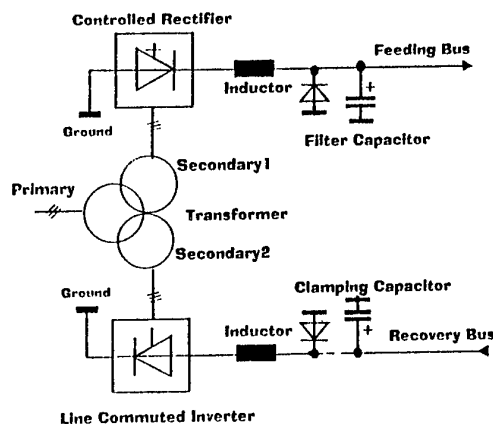 Controlled Rectifier
Feeding Bus
Inductor
Ground
Filter Capacitor
Secondary1
Primary
Transformer
Secondary2
Ground
Clamping Capacitor
Inductor
Recovery Bus
Line Commuted Inverter